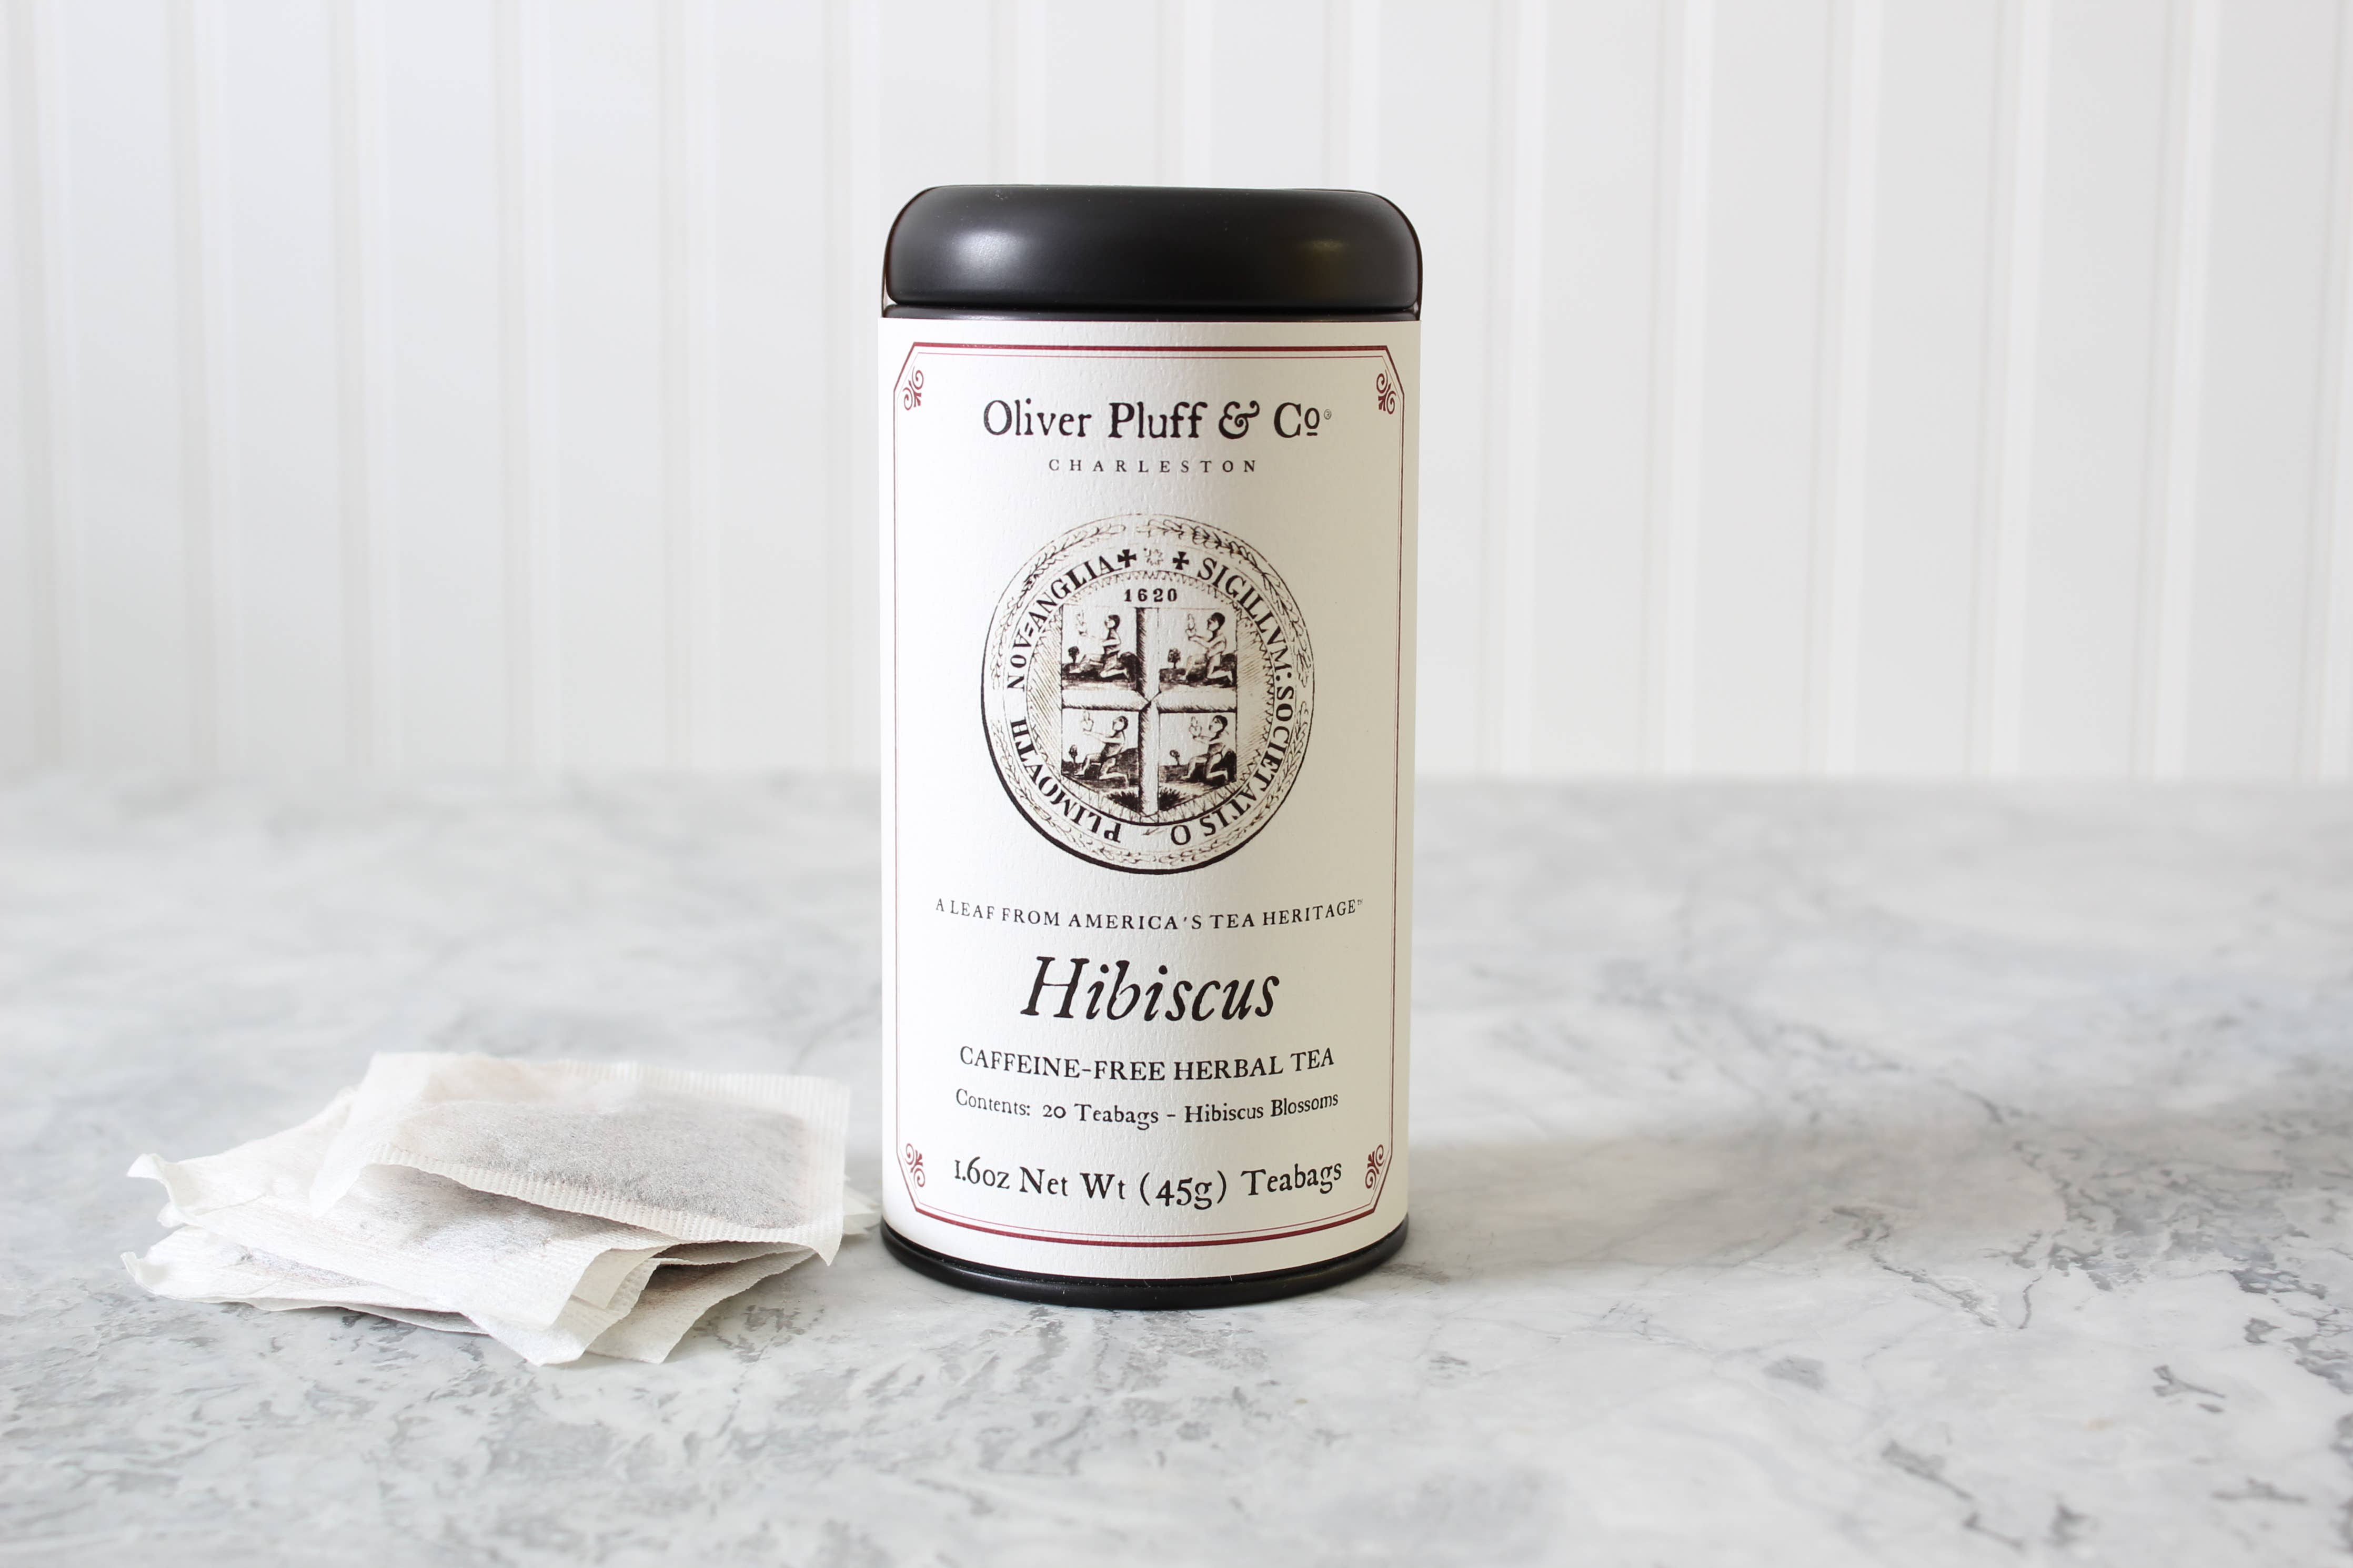 Oliver Pluff & Co®
CHARLESTON
PLIMOVTH NOV=ANGLIA ✠ ✠ SIGILLVM:SOCIETATIS O
1620
A LEAF FROM AMERICA'S TEA HERITAGE™
Hibiscus
CAFFEINE-FREE HERBAL TEA
Contents: 20 Teabags - Hibiscus Blossoms
1.6oz Net Wt (45g) Teabags